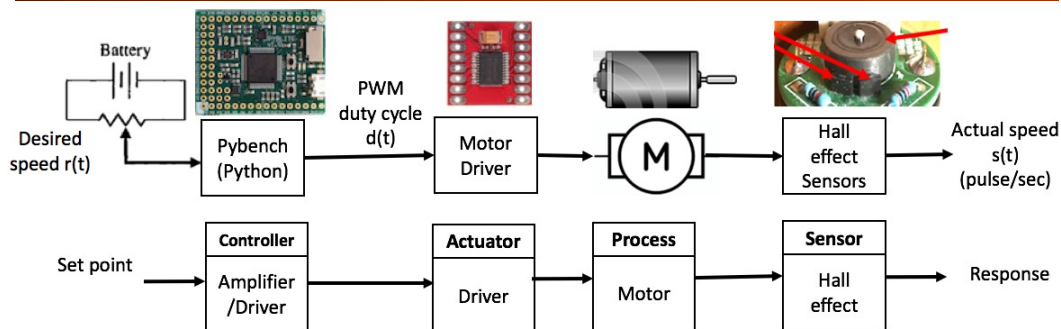 Battery
Desired
speed r(t)
Pybench
(Python)
PWM
duty cycle
d(t)
Motor
Driver
M
Hall
effect
Sensors
Actual speed
s(t)
(pulse/sec)
Set point
Controller
Amplifier
/Driver
Actuator
Driver
Process
Motor
Sensor
Hall
effect
Response